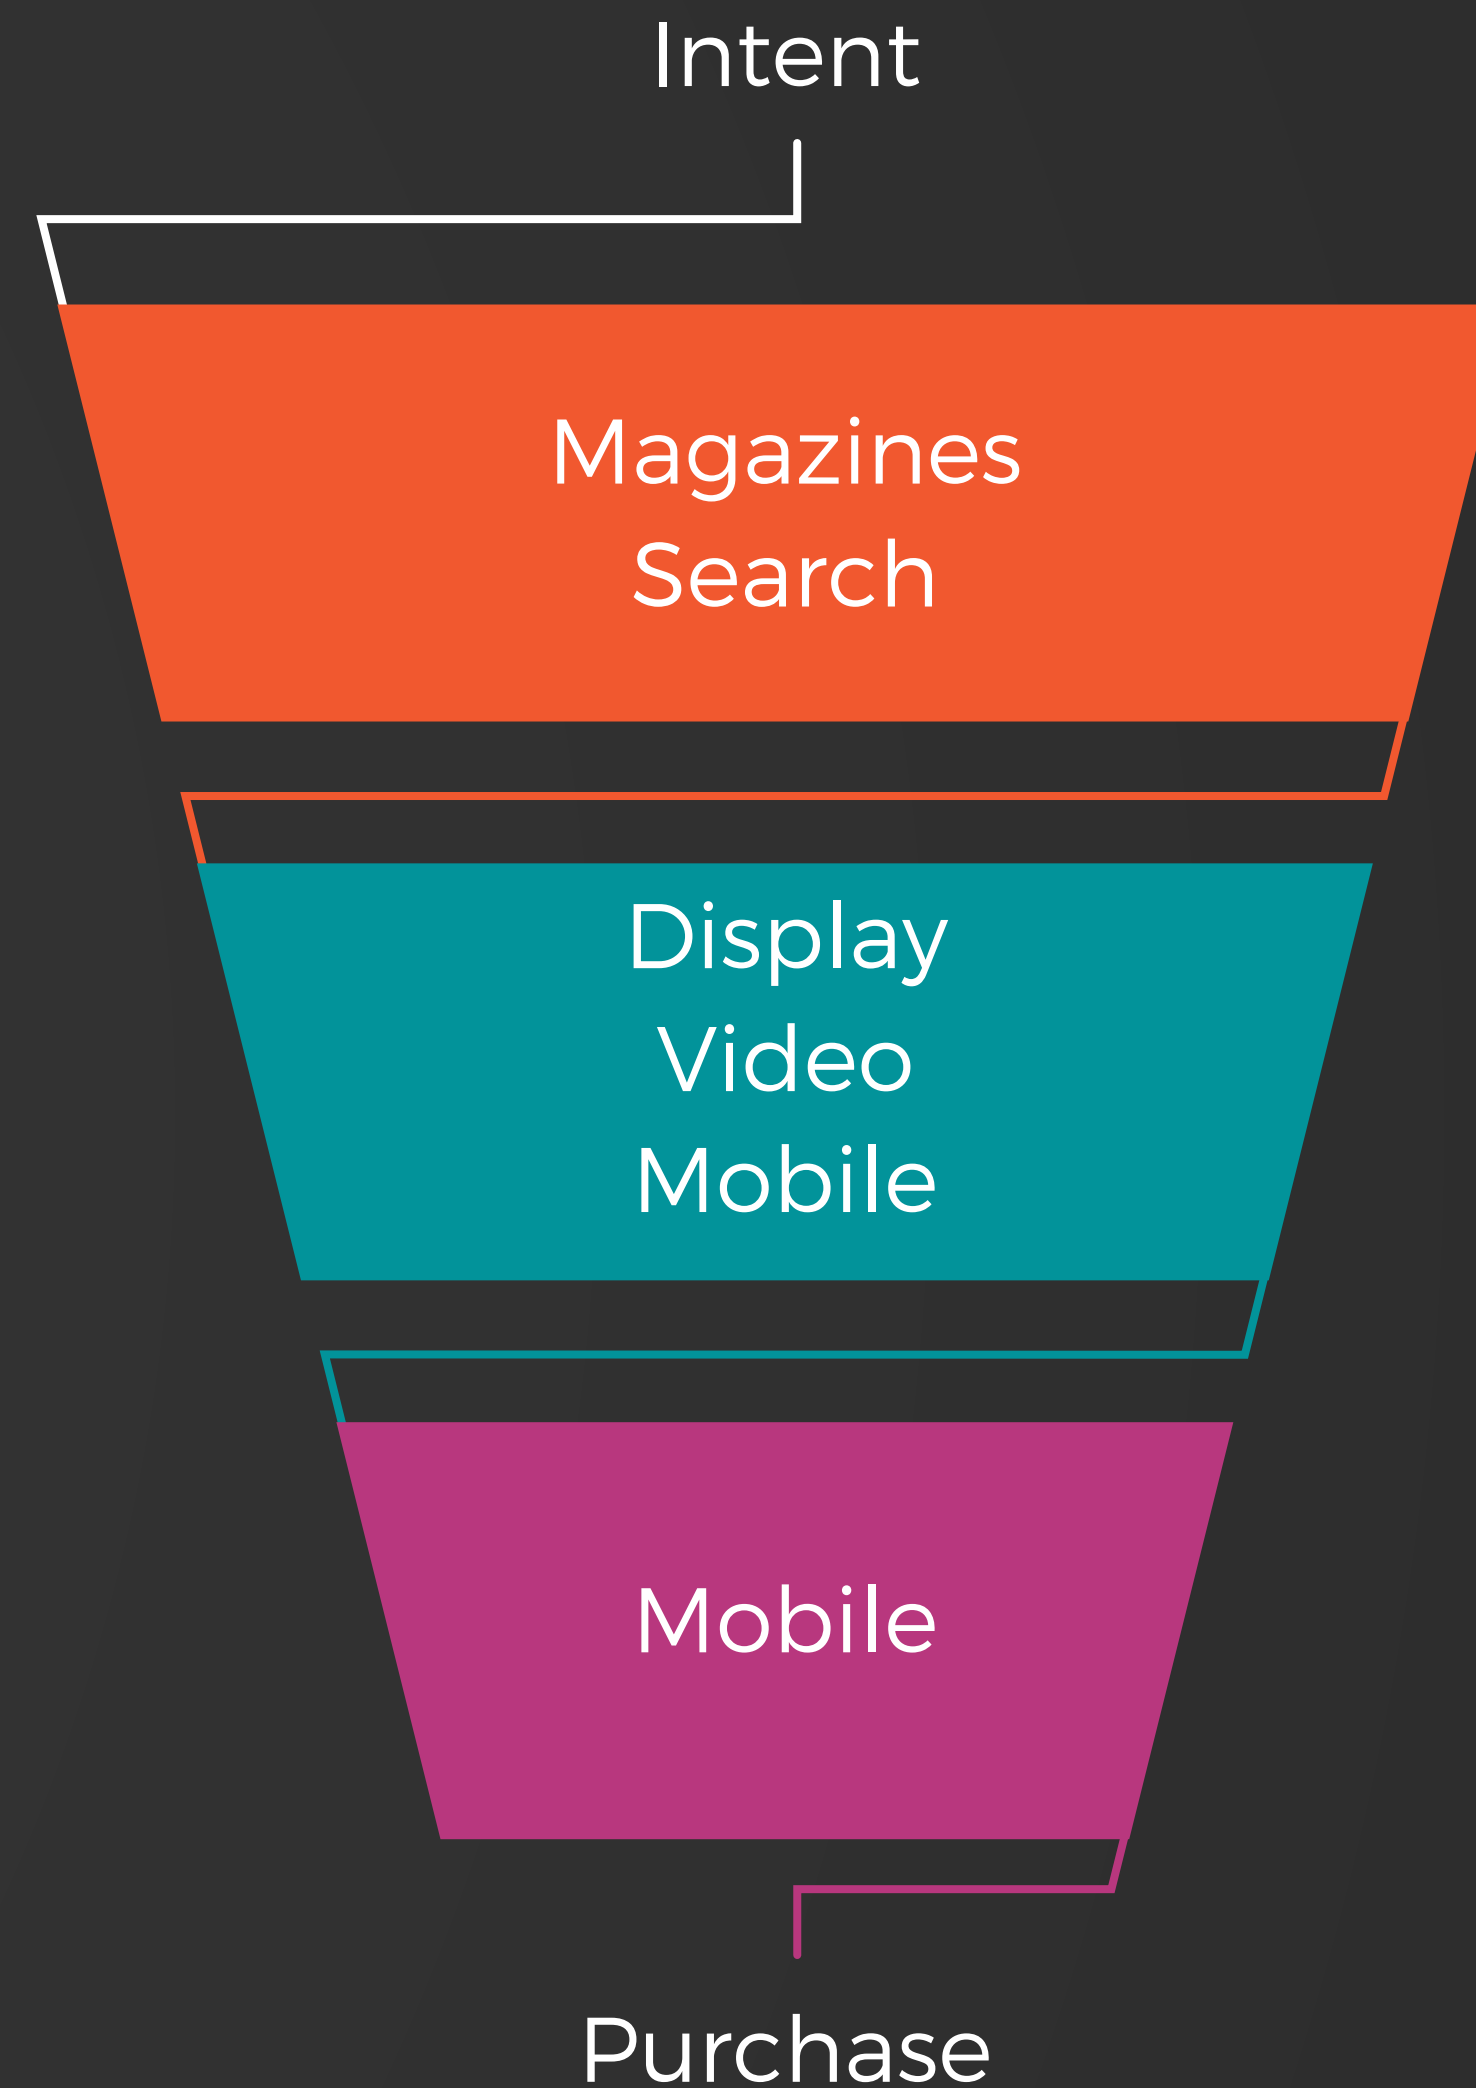 Intent
Magazines
Search
Display
Video
Mobile
Mobile
Purchase